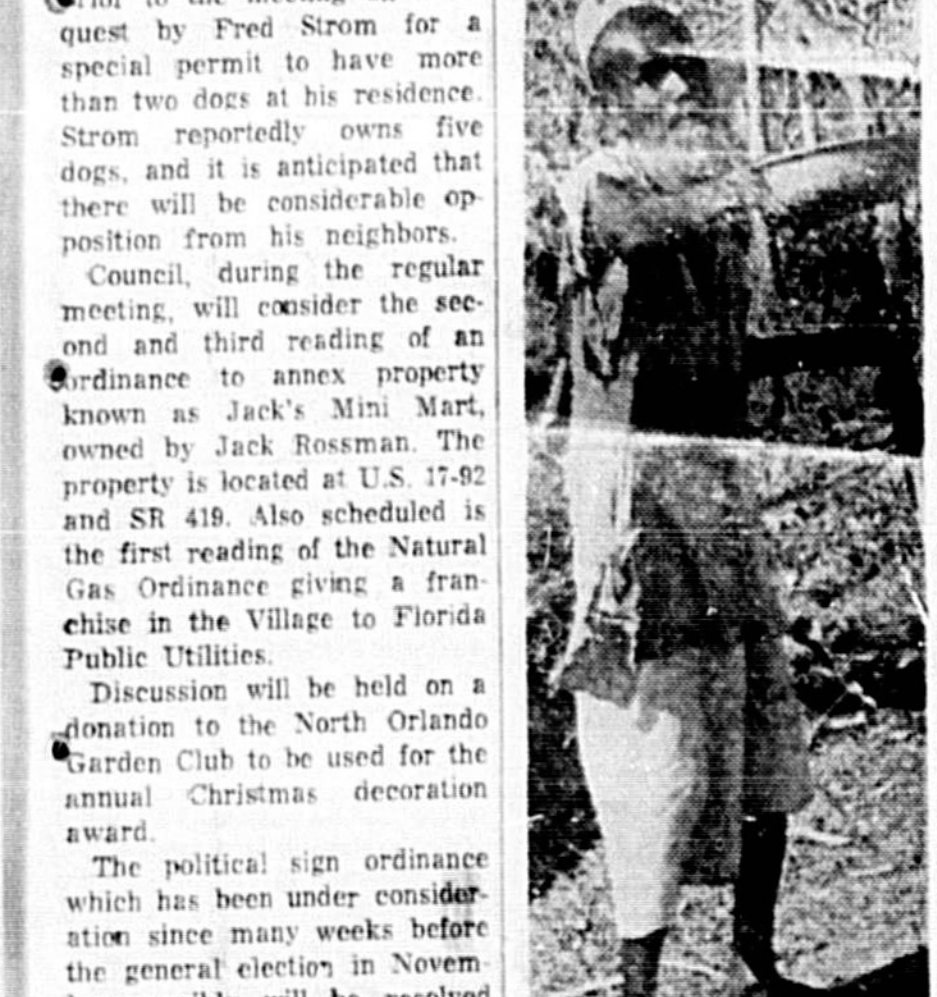 to the meeting
quest by Fred Strom for a
special permit to have more
than two dogs at his residence.
Strom reportedly owns five
dogs, and it is anticipated that
there will be considerable op-
position from his neighbors.
Council, during the regular
meeting, will consider the sec-
ond and third reading of an
ordinance to annex property
known as Jack's Mini Mart,
owned by Jack Rossman. The
property is located at U.S. 17-92
and SR 419. Also scheduled is
the first reading of the Natural
Gas Ordinance giving a fran-
chise in the Village to Florida
Public Utilities.
Discussion will be held on a
donation to the North Orlando
Garden Club to be used for the
annual Christmas decoration
award.
The political sign ordinance
which has been under consider-
ation since many weeks before
the general election in Novem-
will be resolved